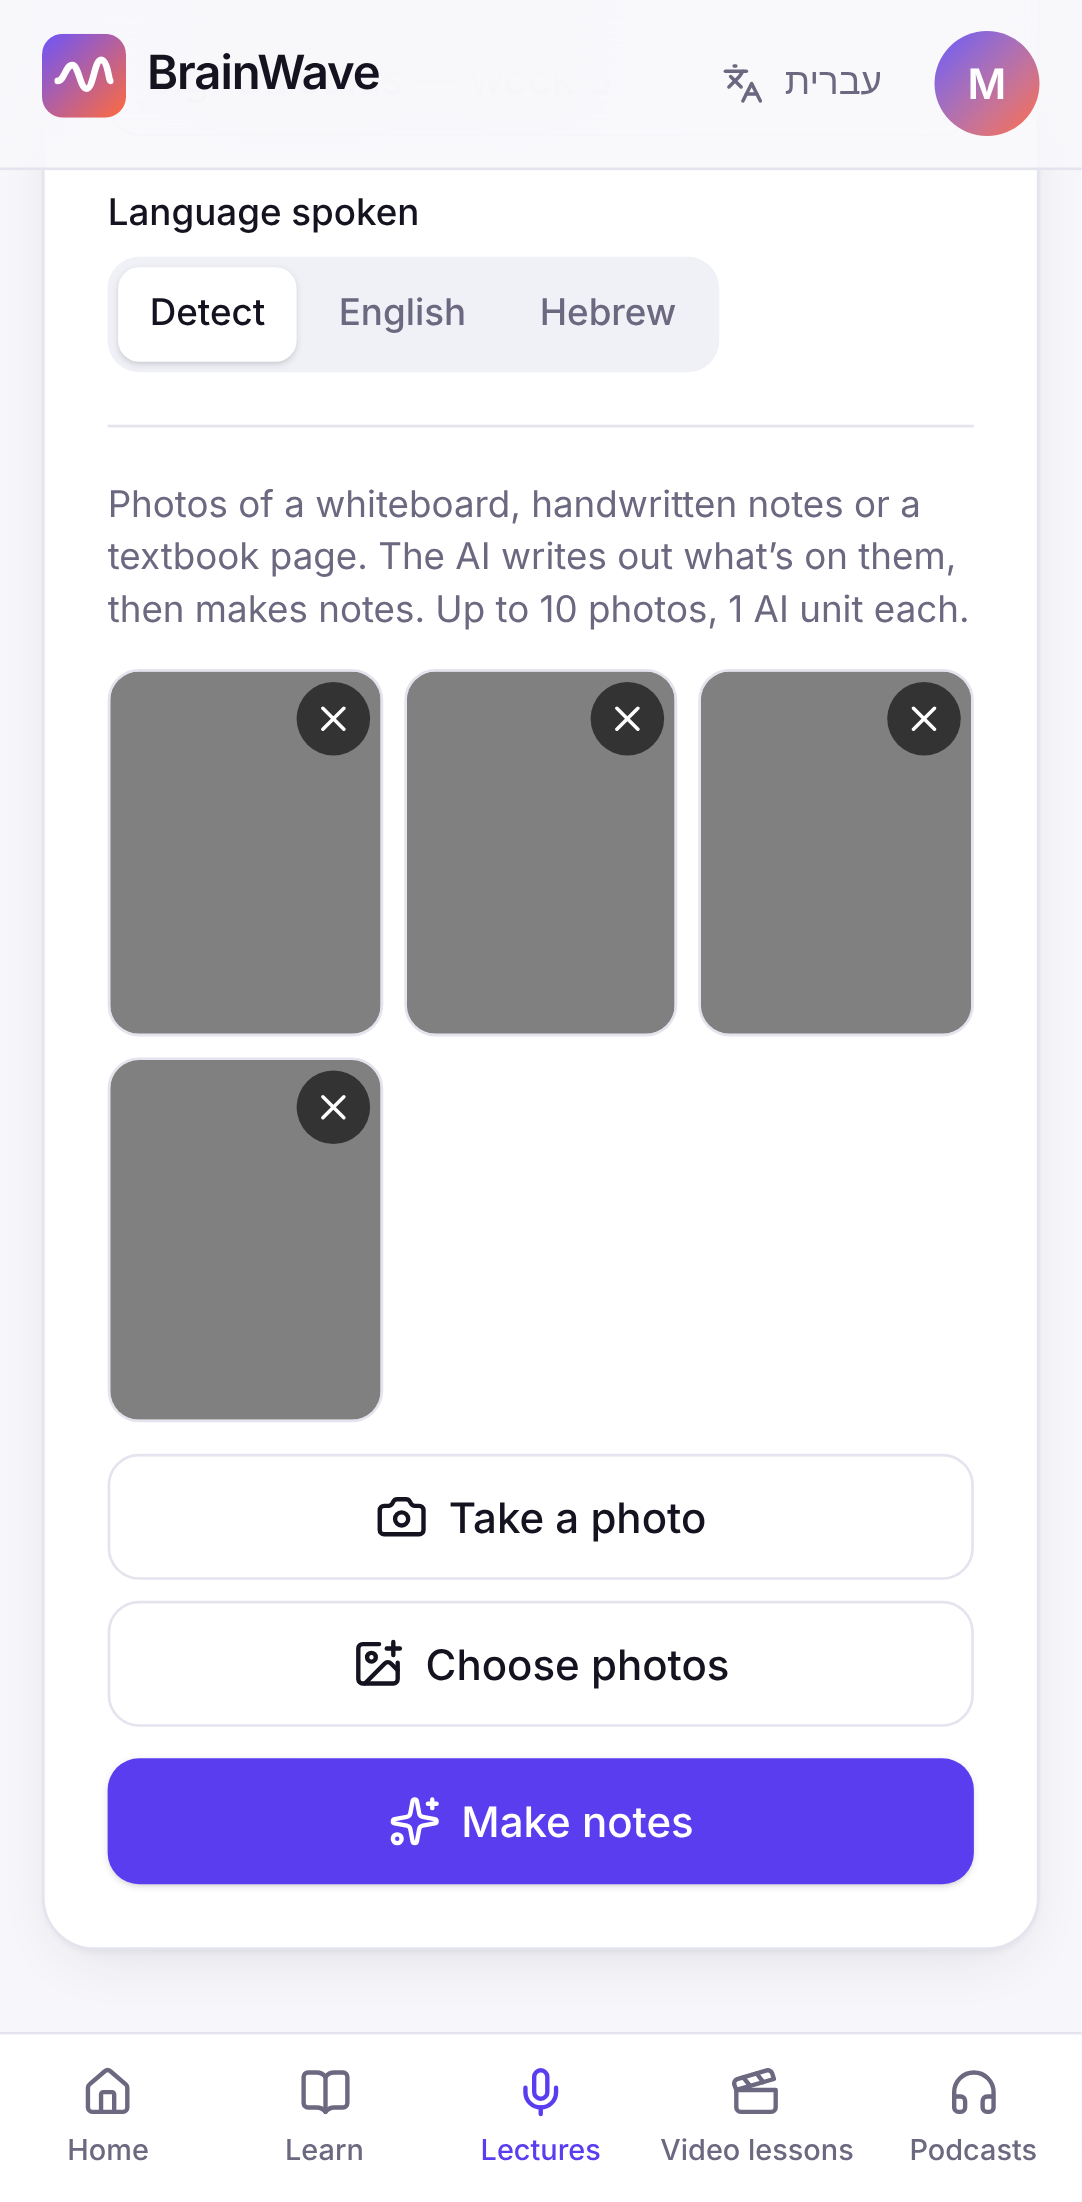 BrainWave
עברית
M
Language spoken
Detect
English
Hebrew
Photos of a whiteboard, handwritten notes or a
textbook page. The AI writes out what’s on them,
then makes notes. Up to 10 photos, 1 AI unit each.
Take a photo
Choose photos
Make notes
Home
Learn
Lectures
Video lessons
Podcasts